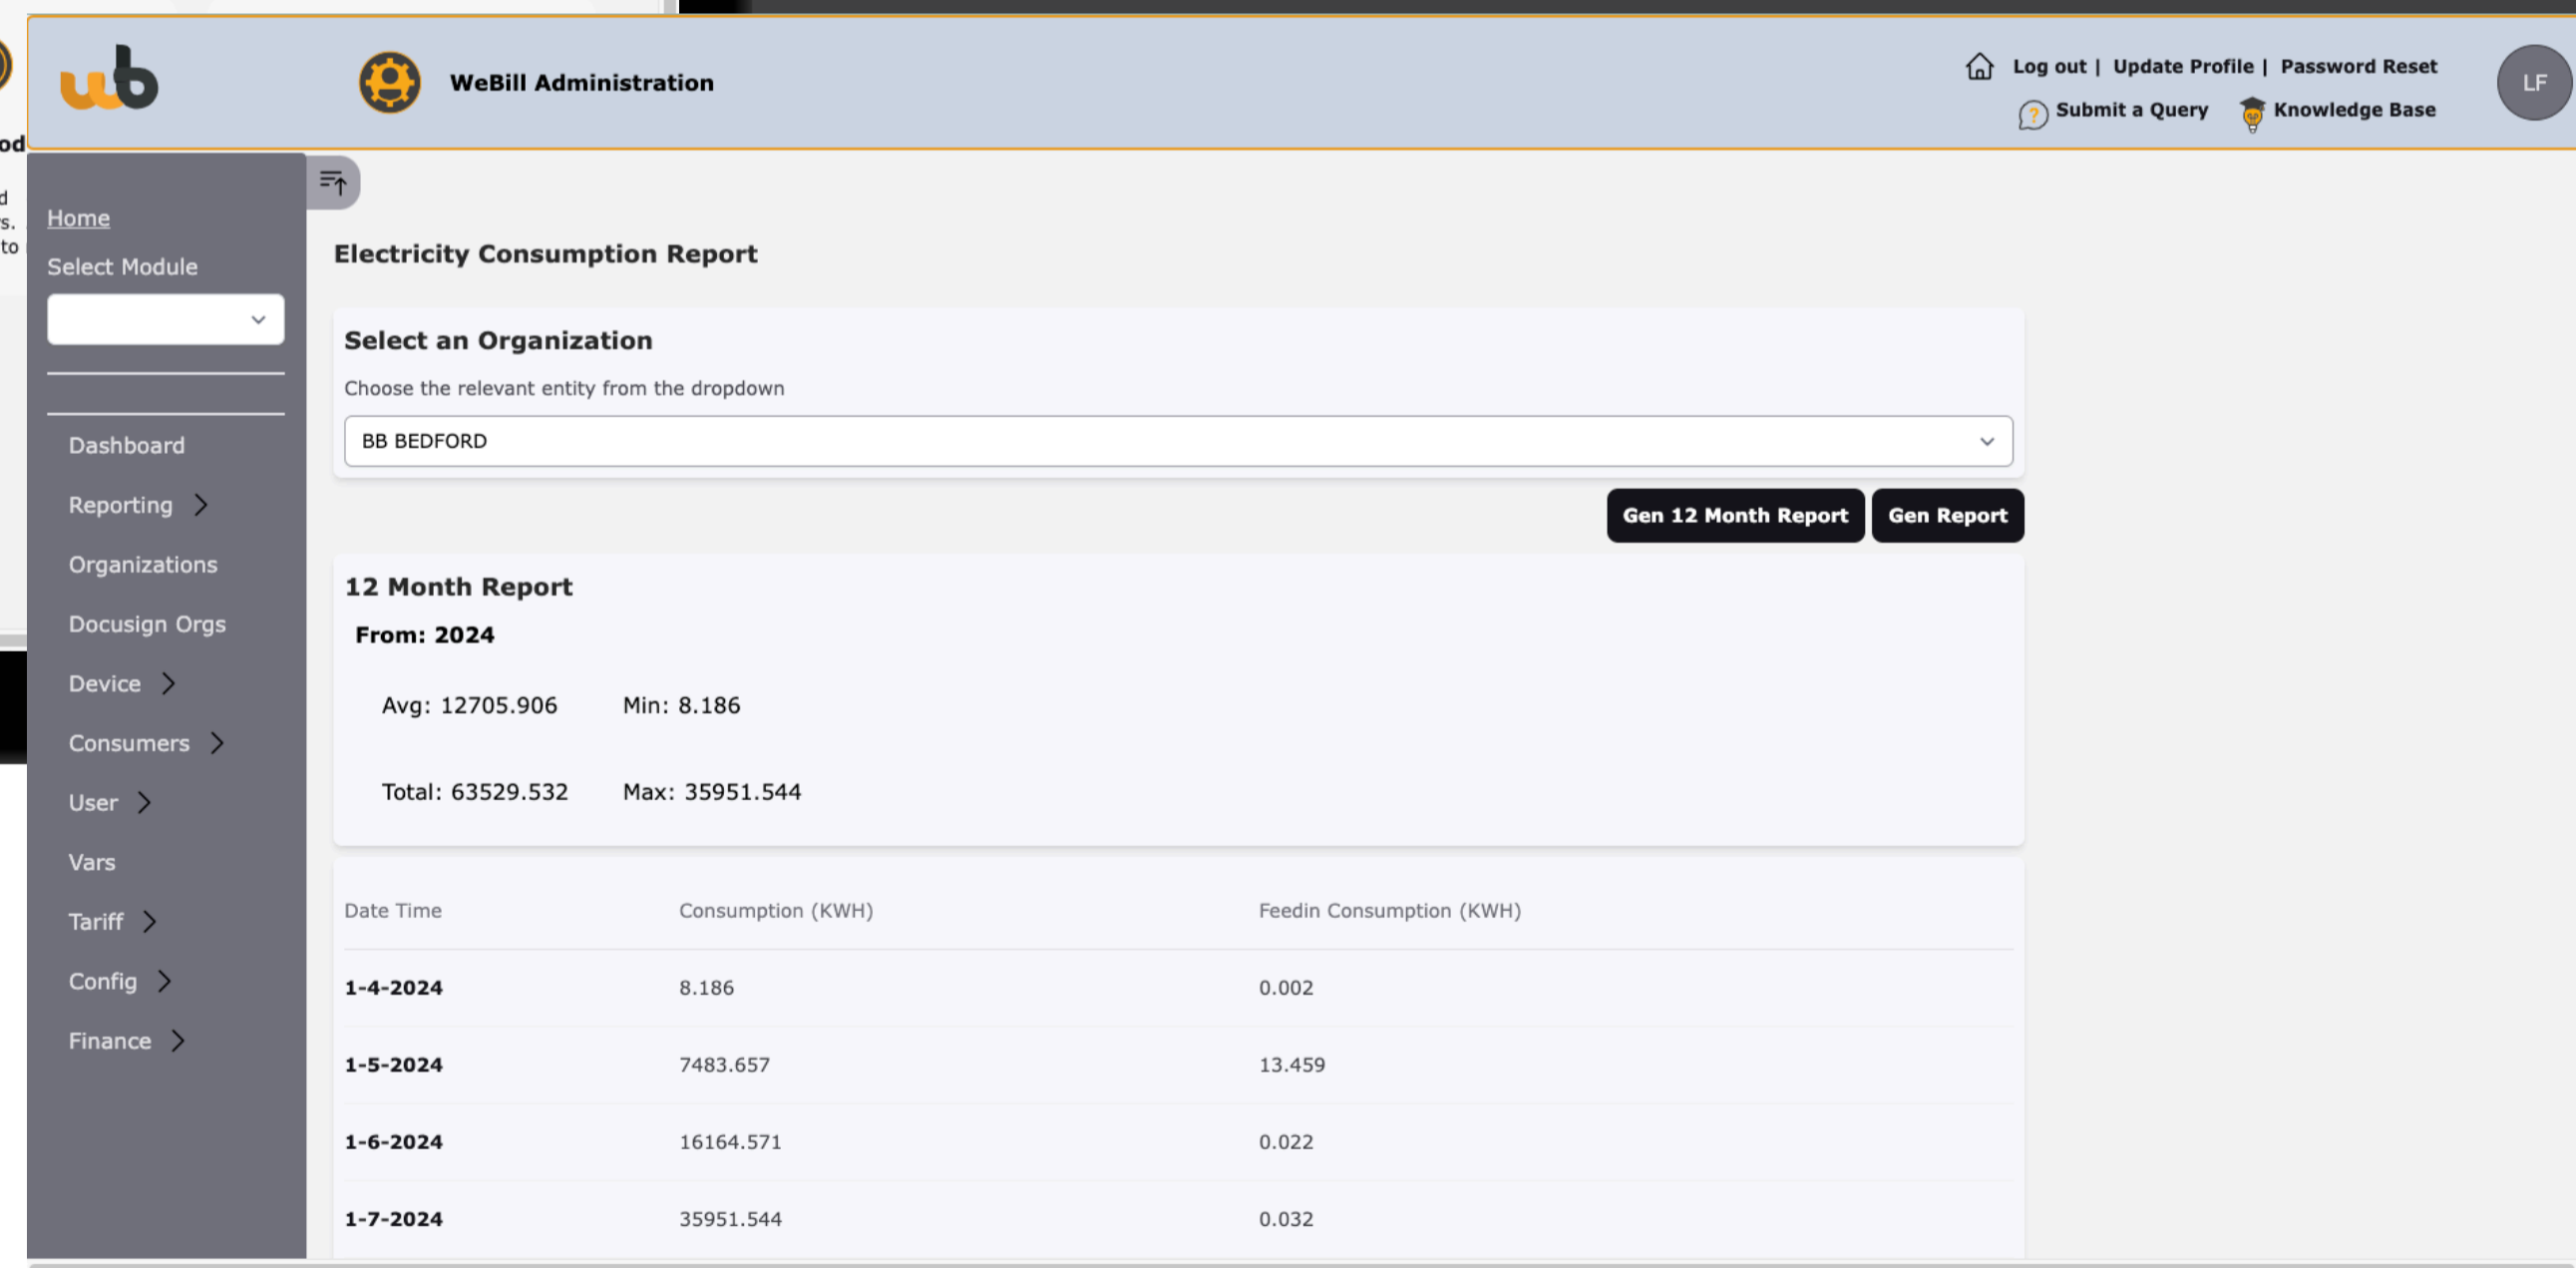 WeBill Administration
Log out | Update Profile | Password Reset
Submit a Query Knowledge Base
LF
wb
od
d
s.
to
Home
Select Module
Dashboard
Reporting
Organizations
Docusign Orgs
Device
Consumers
User
Vars
Tariff
Config
Finance
Electricity Consumption Report
Select an Organization
Choose the relevant entity from the dropdown
BB BEDFORD
Gen 12 Month Report Gen Report
12 Month Report
From: 2024
Avg: 12705.906 Min: 8.186
Total: 63529.532 Max: 35951.544
Date Time Consumption (KWH) Feedin Consumption (KWH)
1-4-2024 8.186 0.002
1-5-2024 7483.657 13.459
1-6-2024 16164.571 0.022
1-7-2024 35951.544 0.032